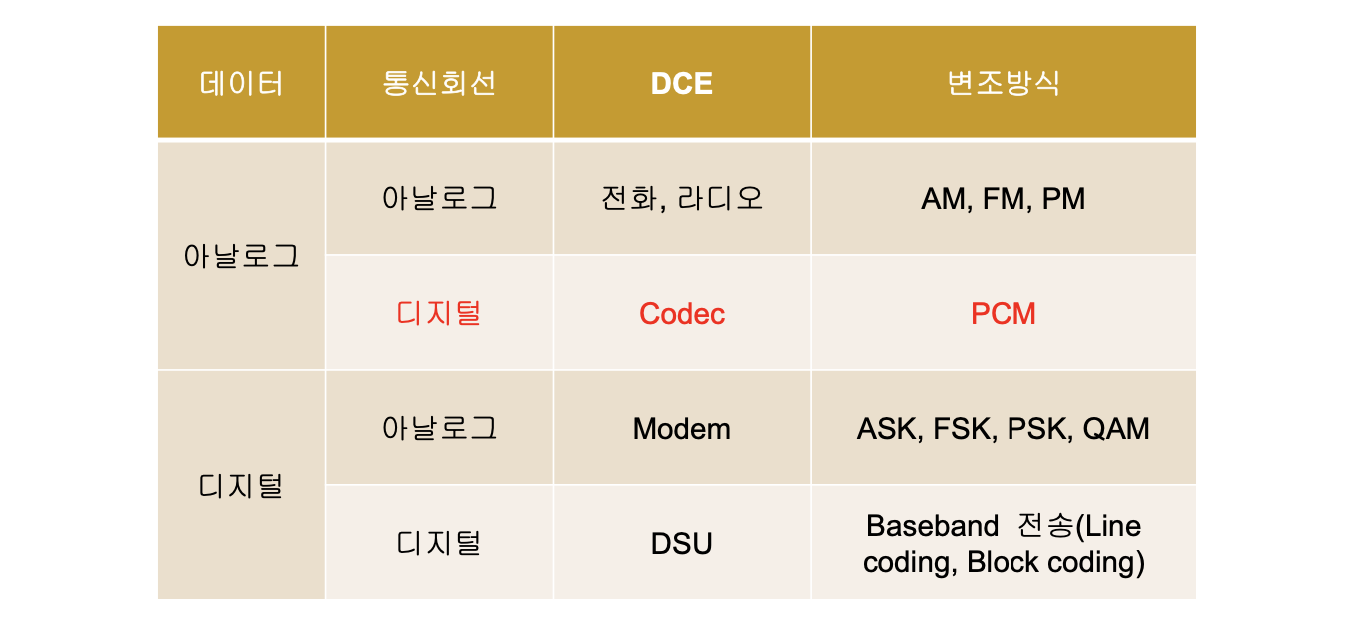 데이터 통신회선 DCE 변조방식
아날로그
아날로그 전화, 라디오 AM, FM, PM
디지털 Codec PCM
디지털
아날로그 Modem ASK, FSK, PSK, QAM
디지털 DSU Baseband 전송(Line
coding, Block coding)